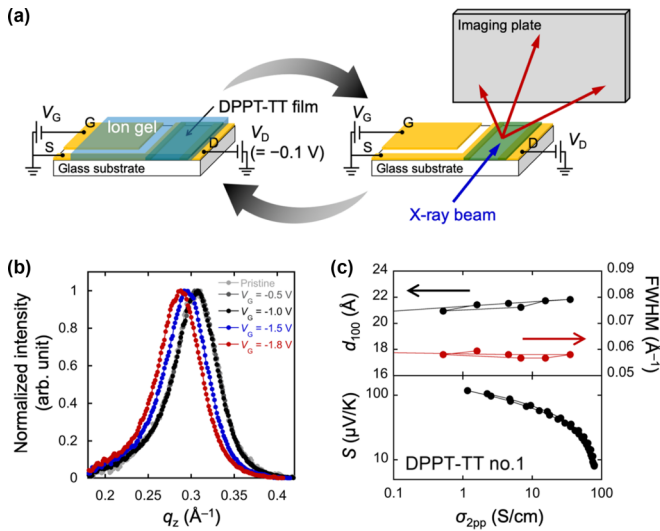 (a)
Imaging plate
V_G
G
Ion gel
DPPT-TT film
S
D
V_D
(= −0.1 V)
Glass substrate
V_G
G
S
D
V_D
Glass substrate
X-ray beam
(b)
Normalized intensity
(arb. unit)
1
0.8
0.6
0.4
0.2
0
Pristine
V_G = -0.5 V
V_G = -1.0 V
V_G = -1.5 V
V_G = -1.8 V
0.2 0.25 0.3 0.35 0.4
q_z (Å⁻¹)
(c)
d_100 (Å)
24
22
20
18
16
FWHM (Å⁻¹)
0.09
0.08
0.07
0.06
0.05
S (µV/K)
100
10
DPPT-TT no.1
0.1 1 10 100
σ_2pp (S/cm)